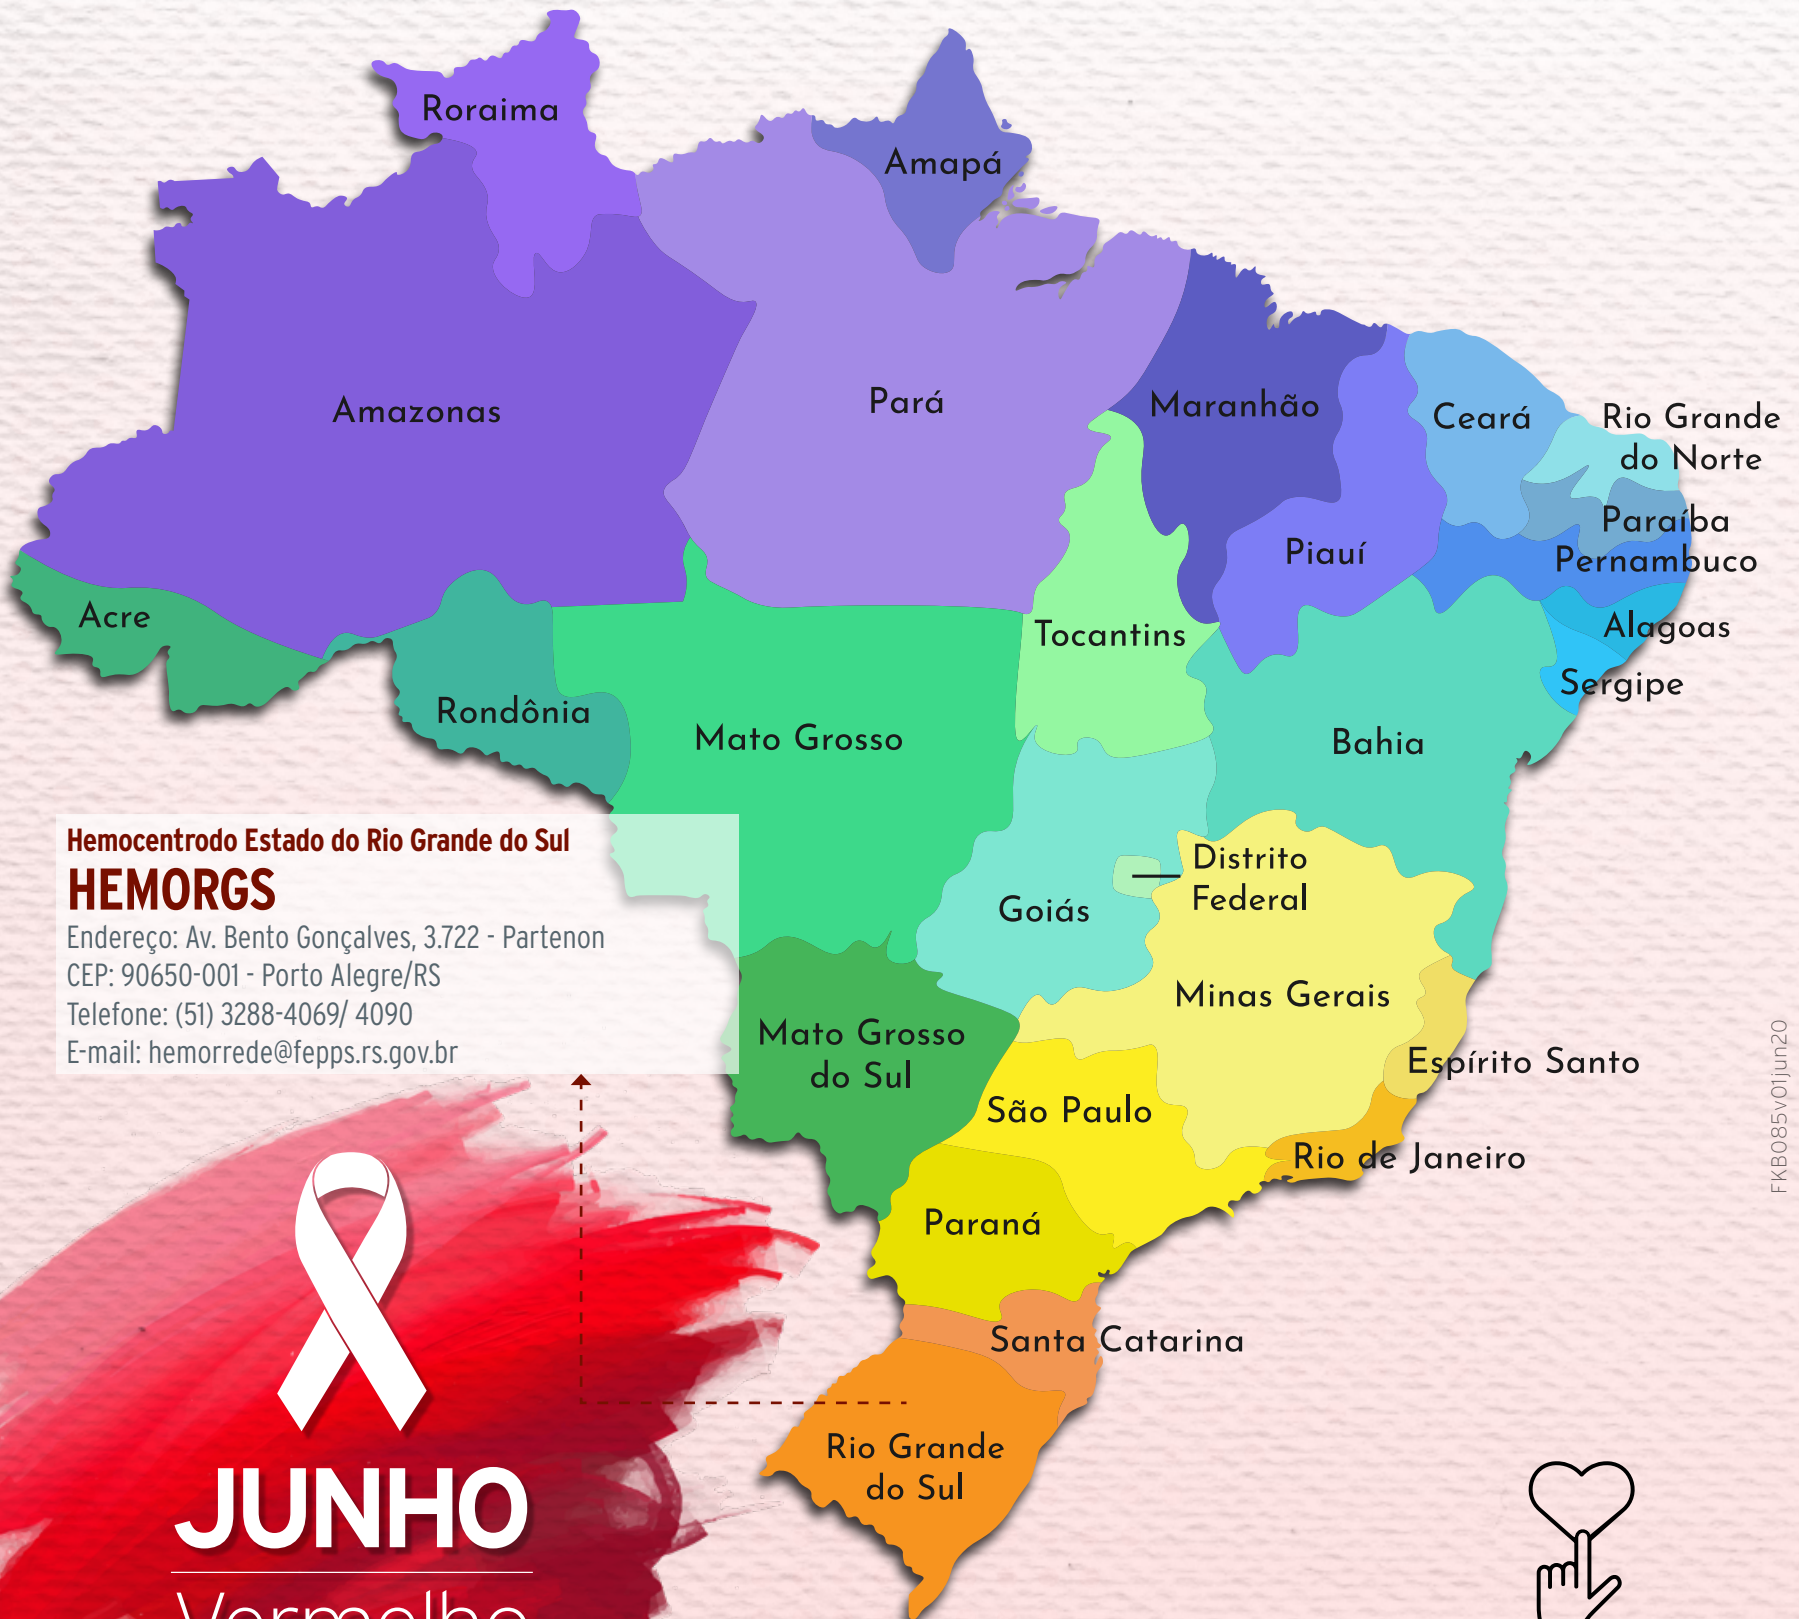 Roraima
Amapá
Amazonas
Pará
Maranhão
Ceará
Rio Grande
do Norte
Paraíba
Piauí
Pernambuco
Acre
Tocantins
Alagoas
Sergipe
Rondônia
Mato Grosso
Bahia
Hemocentrodo Estado do Rio Grande do Sul
HEMORGS
Endereço: Av. Bento Gonçalves, 3.722 - Partenon
CEP: 90650-001 - Porto Alegre/RS
Telefone: (51) 3288-4069/ 4090
E-mail: hemorrede@fepps.rs.gov.br
Distrito
Federal
Goiás
Minas Gerais
Mato Grosso
do Sul
Espírito Santo
São Paulo
Rio de Janeiro
Paraná
Santa Catarina
Rio Grande
do Sul
FKB085v01jun20
JUNHO
Vermelho